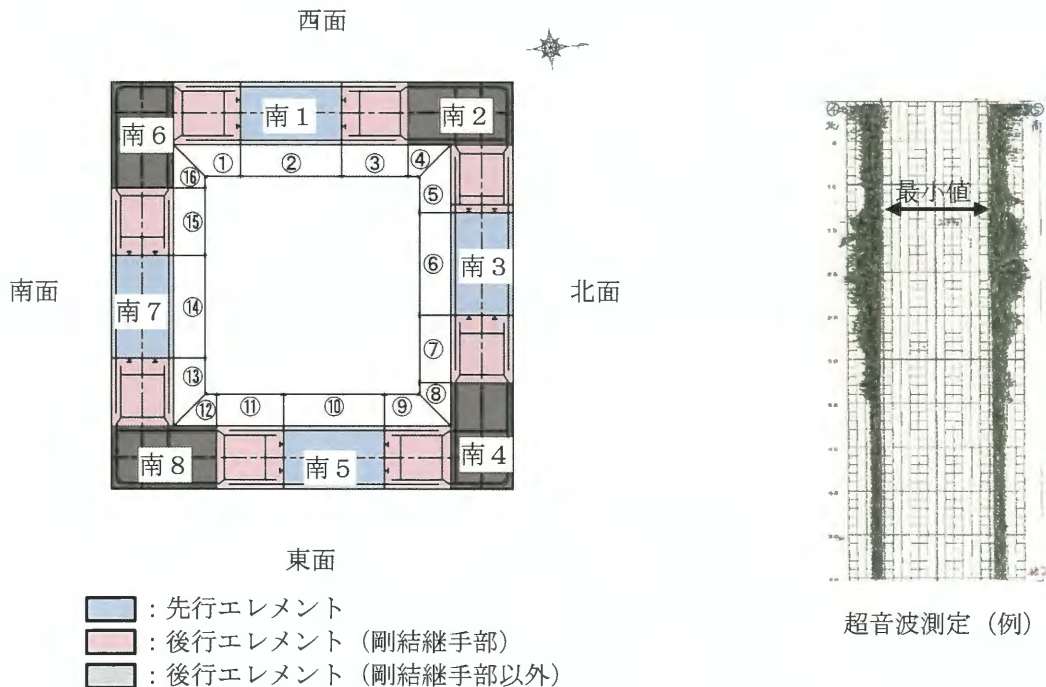 西面
南1
南2
南6
①
②
③
④
⑯
⑤
⑮
⑥
南3
南面
北面
南7
⑭
⑦
⑬
⑧
⑫
⑪
⑩
⑨
南8
南5
南4
東面
：先行エレメント
：後行エレメント（剛結継手部）
：後行エレメント（剛結継手部以外）
最小値
超音波測定（例）